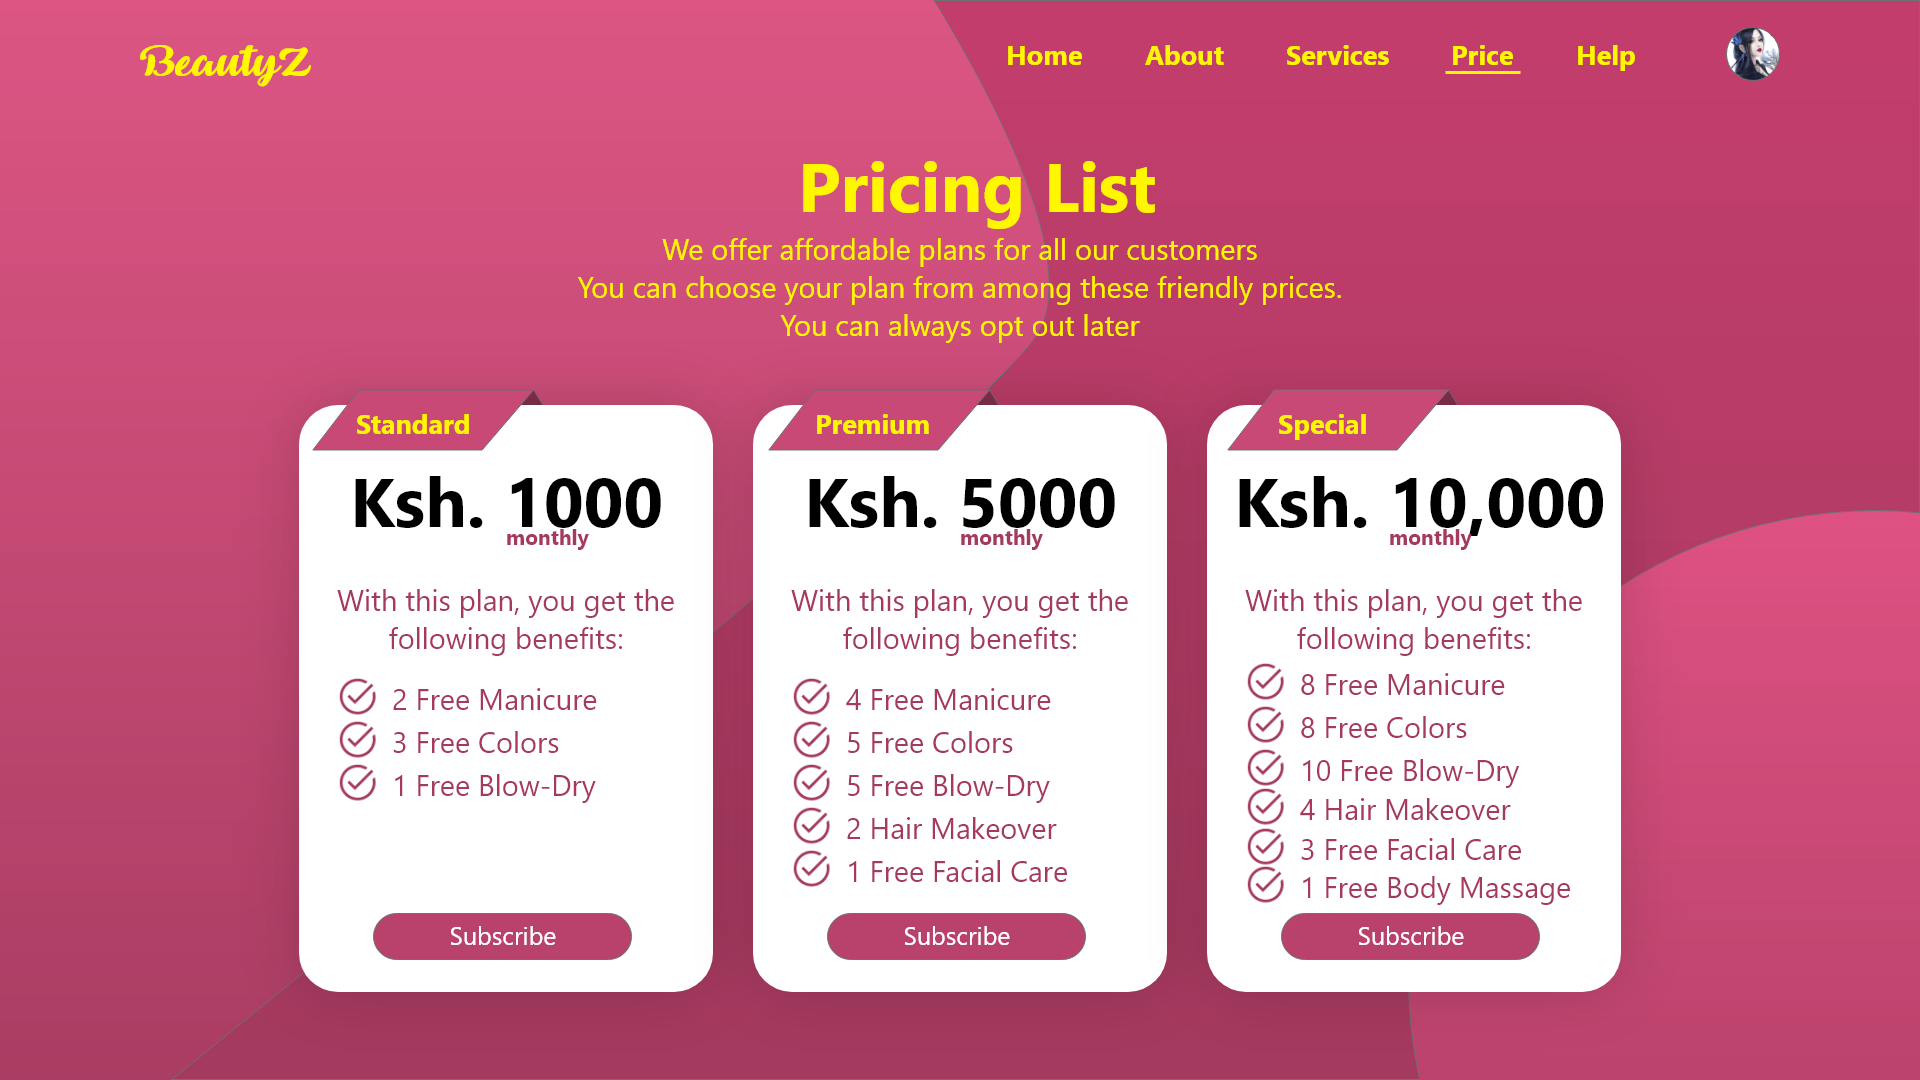 BeautyZ
Home About Services Price Help
Pricing List
We offer affordable plans for all our customers
You can choose your plan from among these friendly prices.
You can always opt out later
Standard
Ksh. 1000
monthly
With this plan, you get the
following benefits:
2 Free Manicure
3 Free Colors
1 Free Blow-Dry
Subscribe
Premium
Ksh. 5000
monthly
With this plan, you get the
following benefits:
4 Free Manicure
5 Free Colors
5 Free Blow-Dry
2 Hair Makeover
1 Free Facial Care
Subscribe
Special
Ksh. 10,000
monthly
With this plan, you get the
following benefits:
8 Free Manicure
8 Free Colors
10 Free Blow-Dry
4 Hair Makeover
3 Free Facial Care
1 Free Body Massage
Subscribe